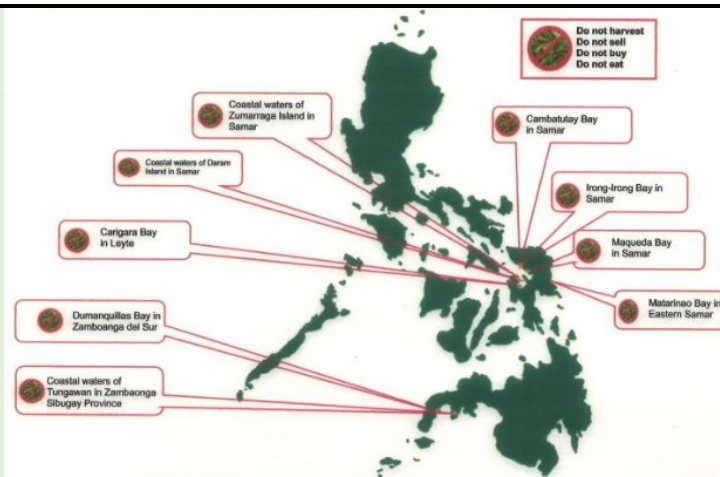 Do not harvest
Do not sell
Do not buy
Do not eat
Coastal waters of
Zumarraga Island in
Samar
Cambatutay Bay
in Samar
Coastal waters of Daram
Island in Samar
Irong-Irong Bay in
Samar
Carigara Bay
in Leyte
Maqueda Bay
in Samar
Matarinao Bay in
Eastern Samar
Dumanquillas Bay in
Zamboanga del Sur
Coastal waters of
Tungawan in Zambaonga
Sibugay Province